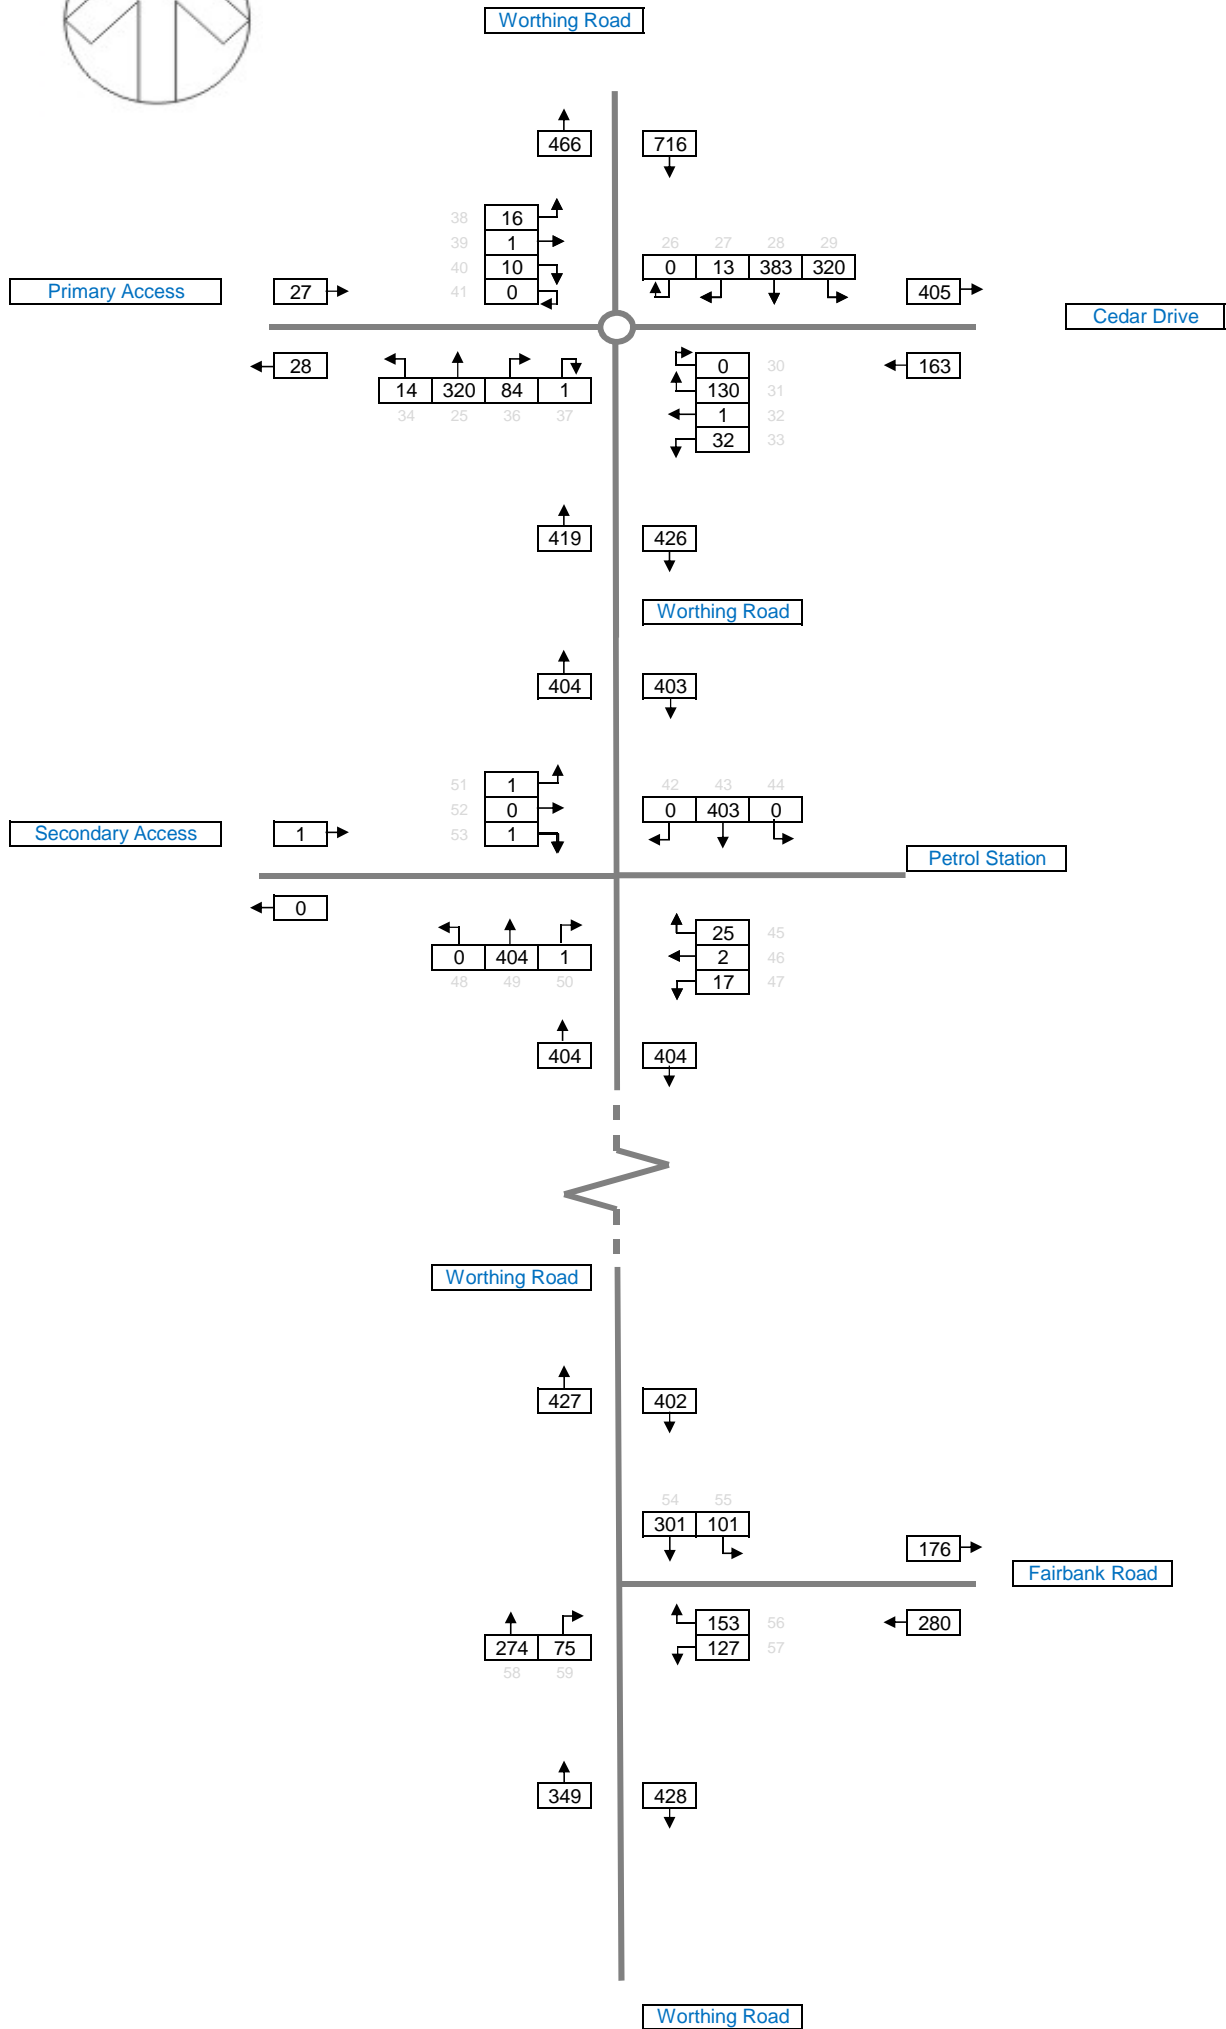 Worthing Road
466 716
38 16
39 1
40 10
41 0
26 27 28 29
0 13 383 320
Primary Access 27
405
Cedar Drive
28
14 320 84 1
34 25 36 37
0 30
130 31
1 32
32 33
163
419 426
Worthing Road
404 403
51 1
52 0
53 1
42 43 44
0 403 0
Secondary Access 1
Petrol Station
0
0 404 1
48 49 50
25 45
2 46
17 47
404 404
Worthing Road
427 402
54 55
301 101
176
Fairbank Road
274 75
58 59
153 56
127 57
280
349 428
Worthing Road